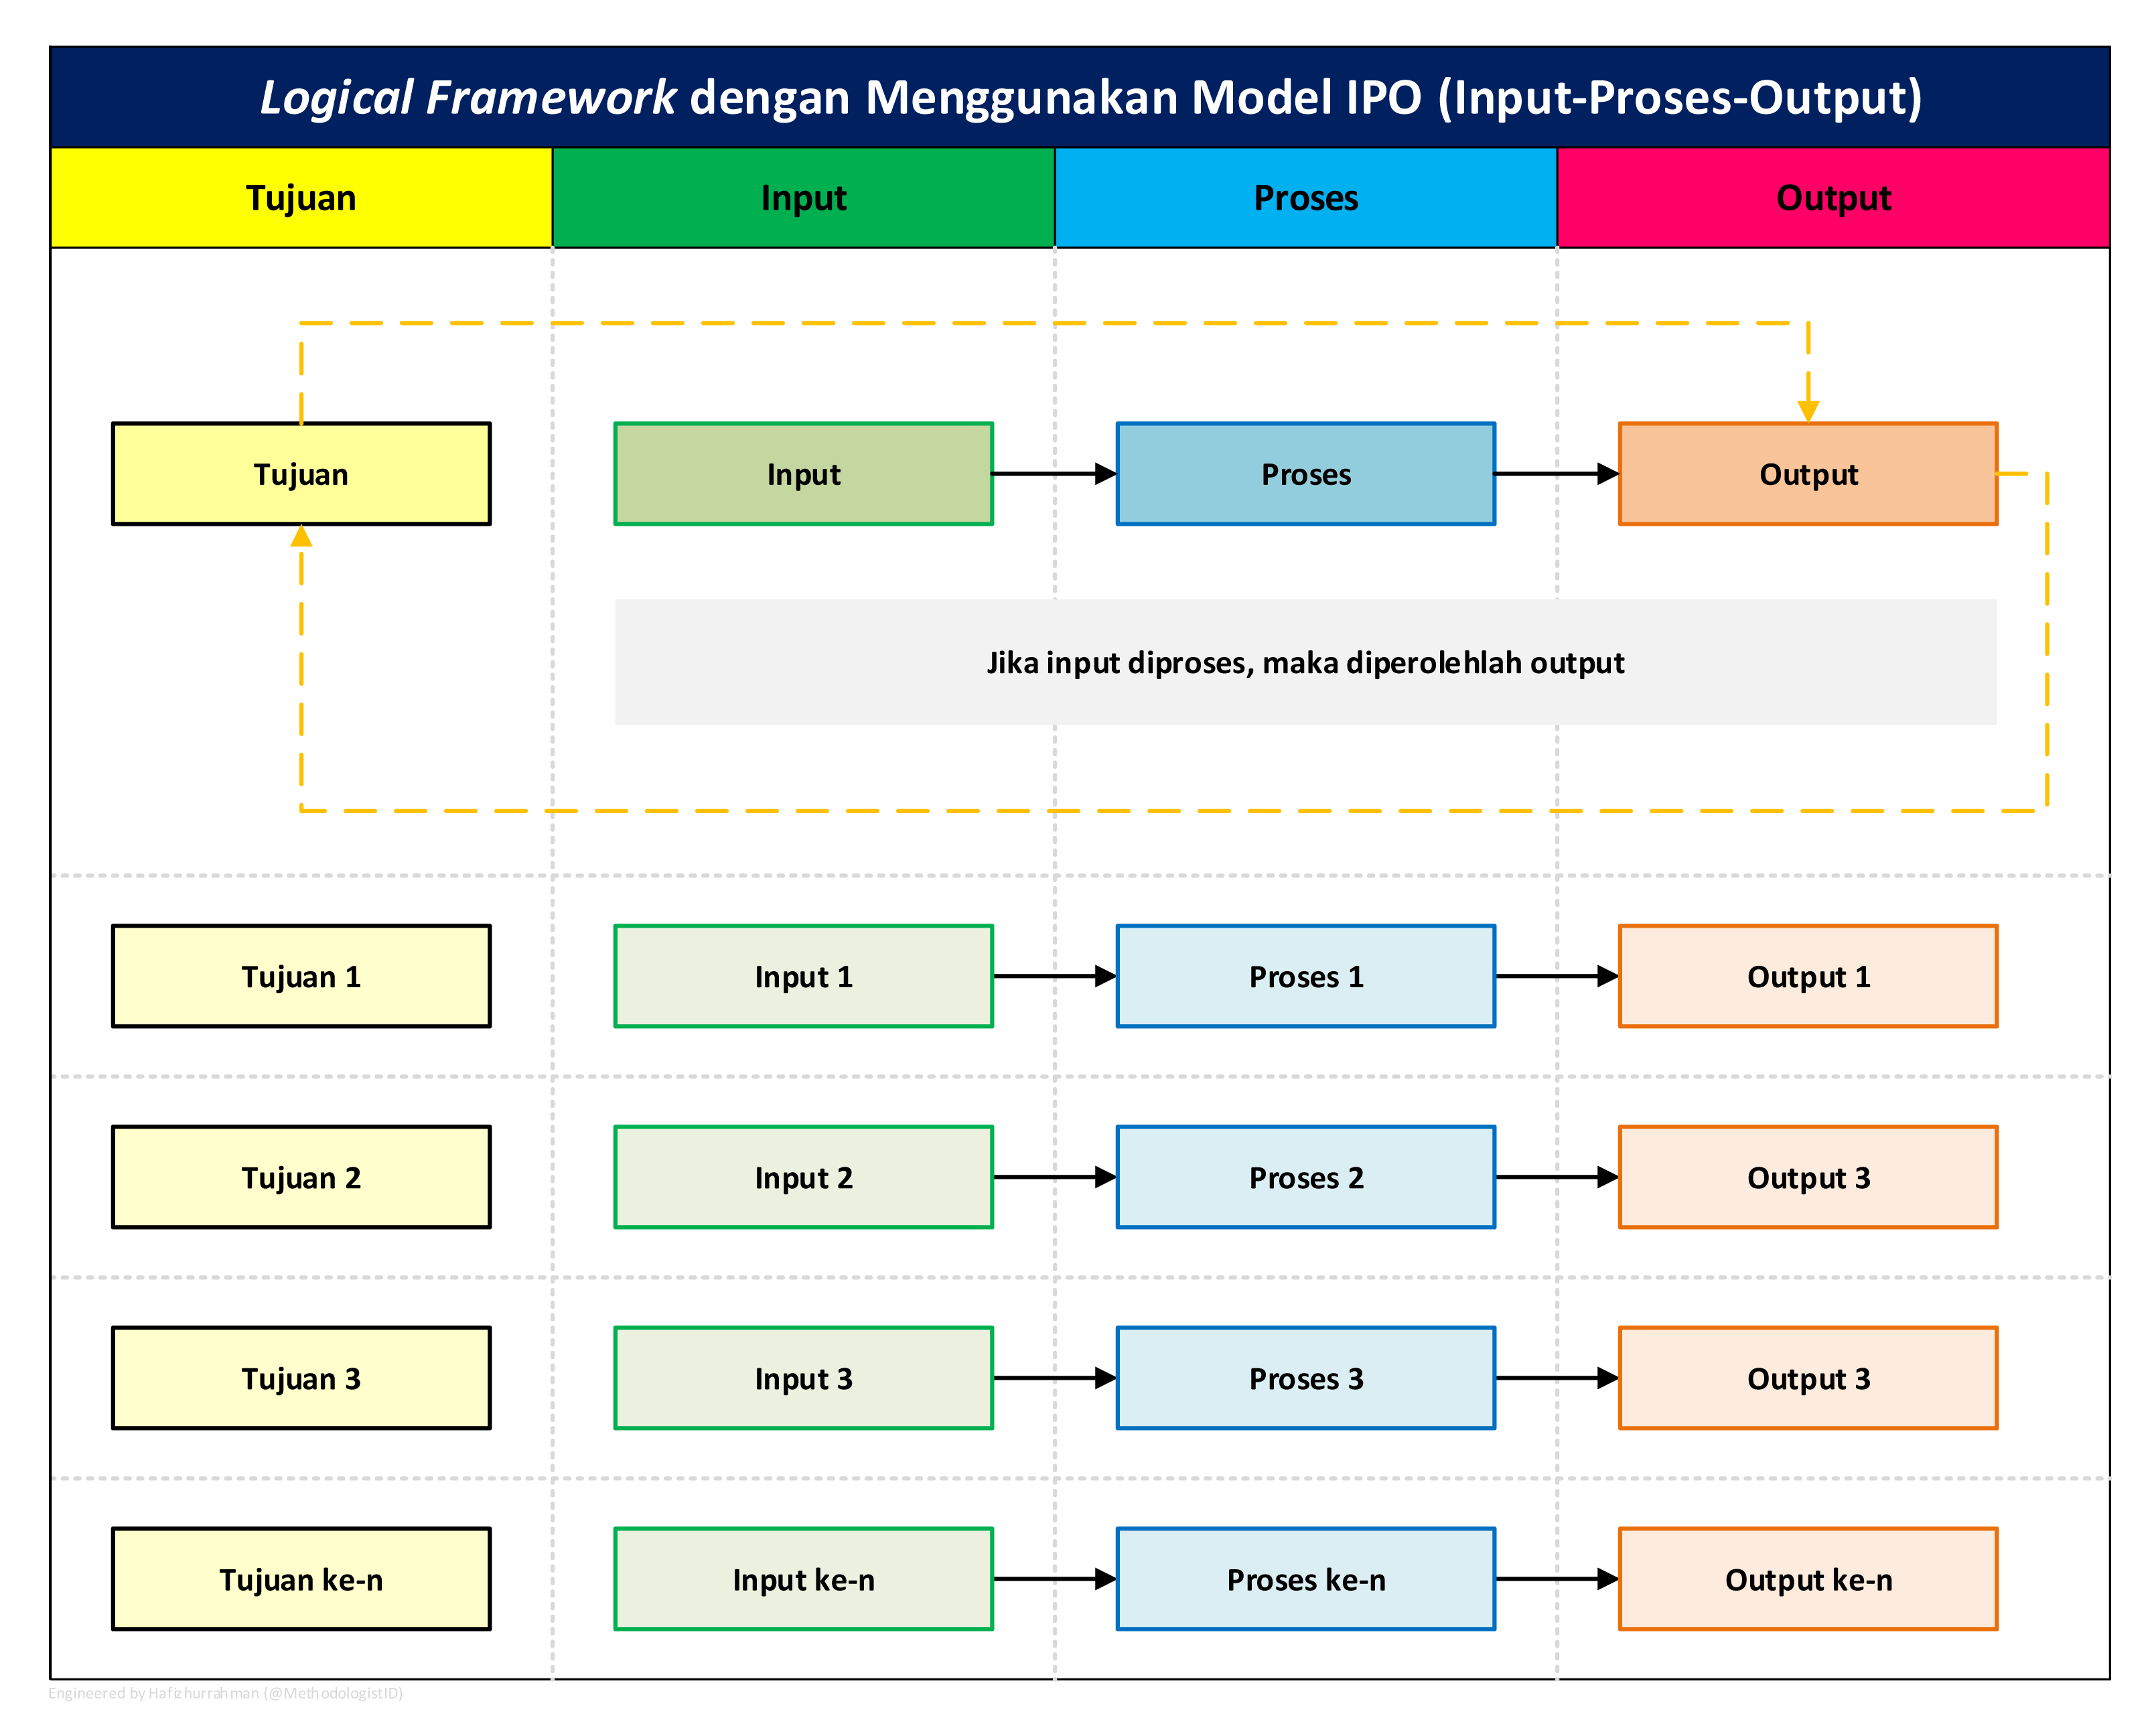 Logical Framework dengan Menggunakan Model IPO (Input-Proses-Output)
Tujuan
Input
Proses
Output
Tujuan
Input
Proses
Output
Jika input diproses, maka diperolehlah output
Tujuan 1
Input 1
Proses 1
Output 1
Tujuan 2
Input 2
Proses 2
Output 3
Tujuan 3
Input 3
Proses 3
Output 3
Tujuan ke-n
Input ke-n
Proses ke-n
Output ke-n
Engineered by Hafizhurrahman (@MethodologistID)